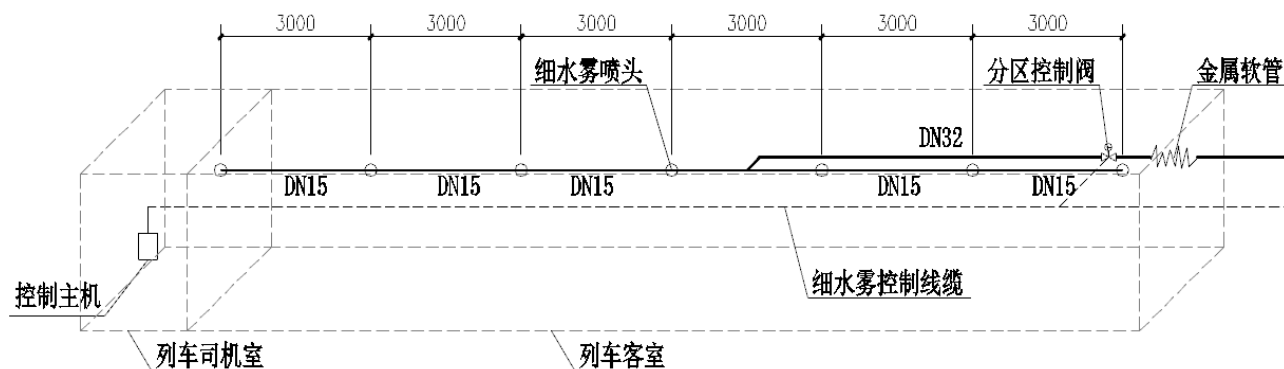 3000 3000 3000 3000 3000 3000
细水雾喷头
分区控制阀
金属软管
DN32
DN15 DN15 DN15 DN15 DN15
控制主机
细水雾控制线缆
列车司机室
列车客室